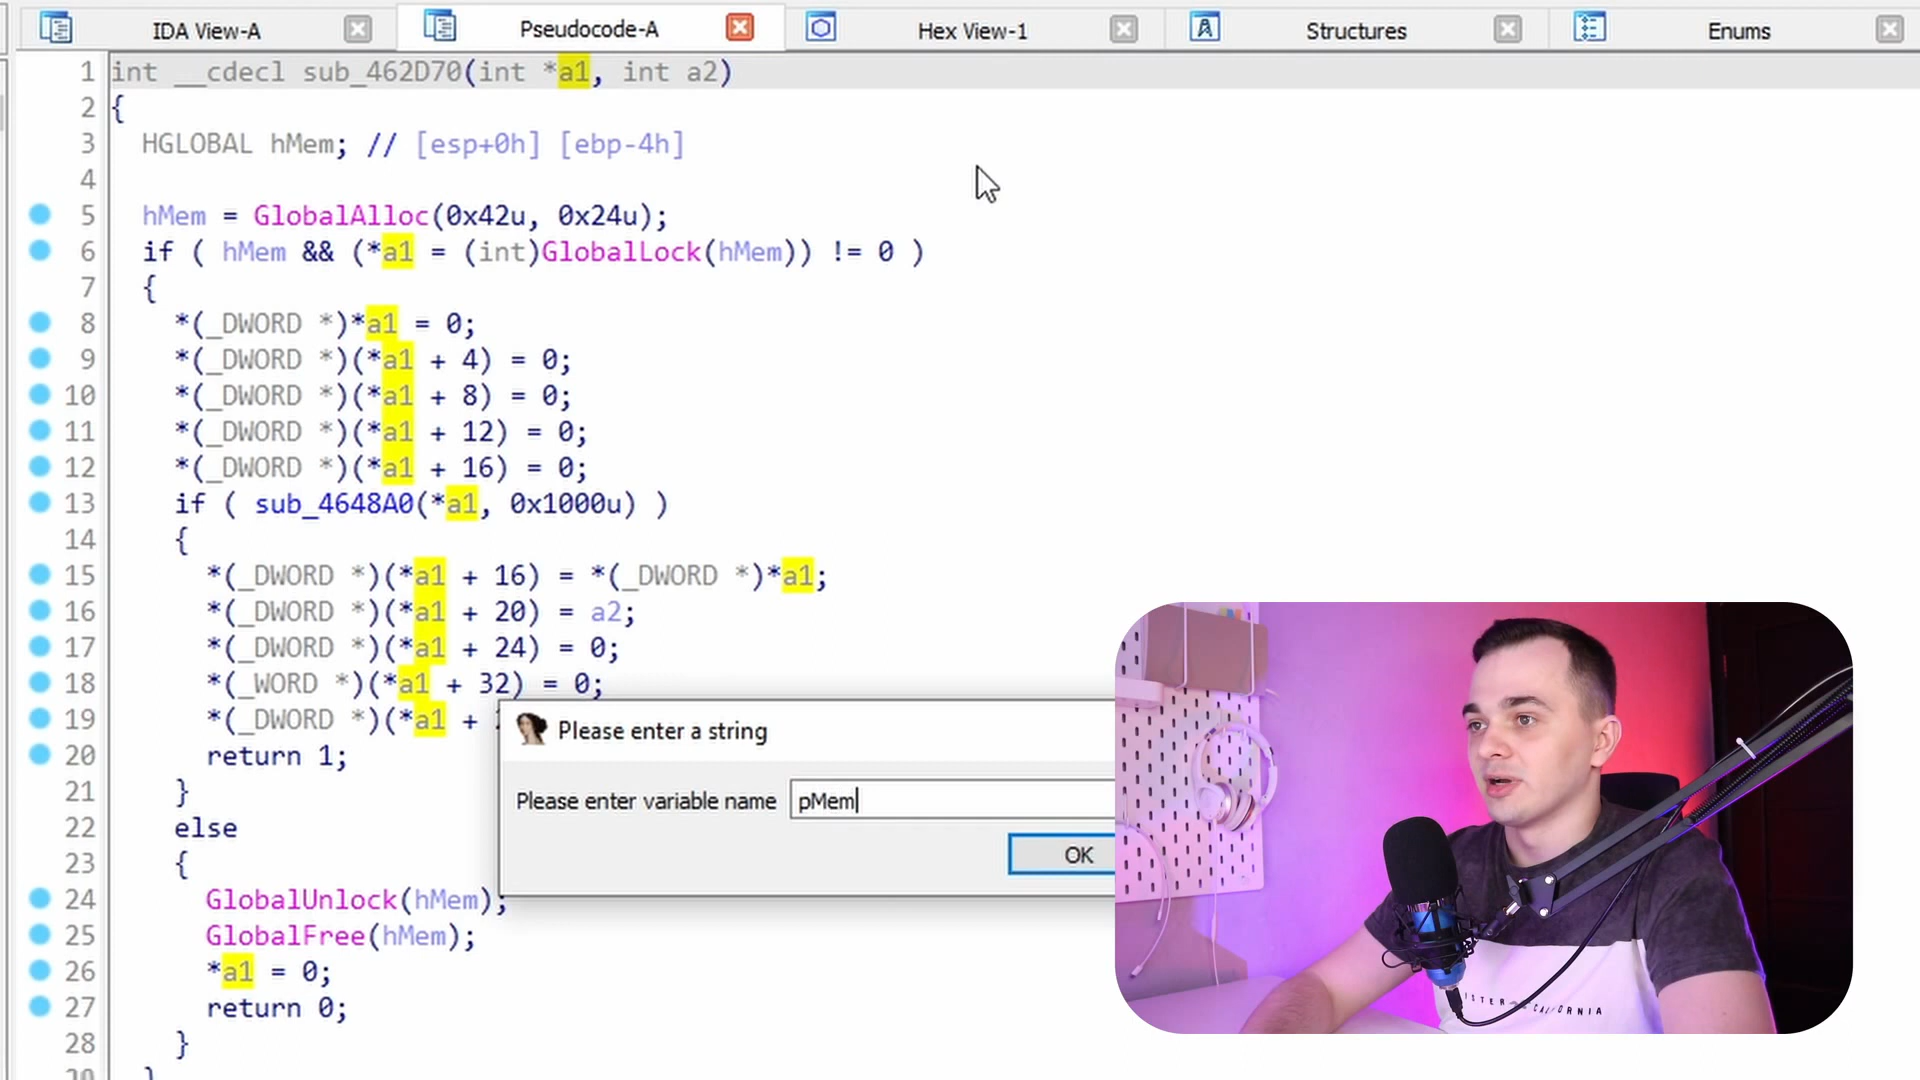 IDA View-A
Pseudocode-A
Hex View-1
Structures
Enums
1 int __cdecl sub_462D70(int *a1, int a2)
2 {
3 HGLOBAL hMem; // [esp+0h] [ebp-4h]
4
5 hMem = GlobalAlloc(0x42u, 0x24u);
6 if ( hMem && (*a1 = (int)GlobalLock(hMem)) != 0 )
7 {
8 *(_DWORD *)*a1 = 0;
9 *(_DWORD *)(*a1 + 4) = 0;
10 *(_DWORD *)(*a1 + 8) = 0;
11 *(_DWORD *)(*a1 + 12) = 0;
12 *(_DWORD *)(*a1 + 16) = 0;
13 if ( sub_4648A0(*a1, 0x1000u) )
14 {
15 *(_DWORD *)(*a1 + 16) = *(_DWORD *)*a1;
16 *(_DWORD *)(*a1 + 20) = a2;
17 *(_DWORD *)(*a1 + 24) = 0;
18 *(_WORD *)(*a1 + 32) = 0;
19 *(_DWORD *)(*a1 +
20 return 1;
21 }
22 else
23 {
24 GlobalUnlock(hMem);
25 GlobalFree(hMem);
26 *a1 = 0;
27 return 0;
28 }
}
Please enter a string
Please enter variable name pMem
OK